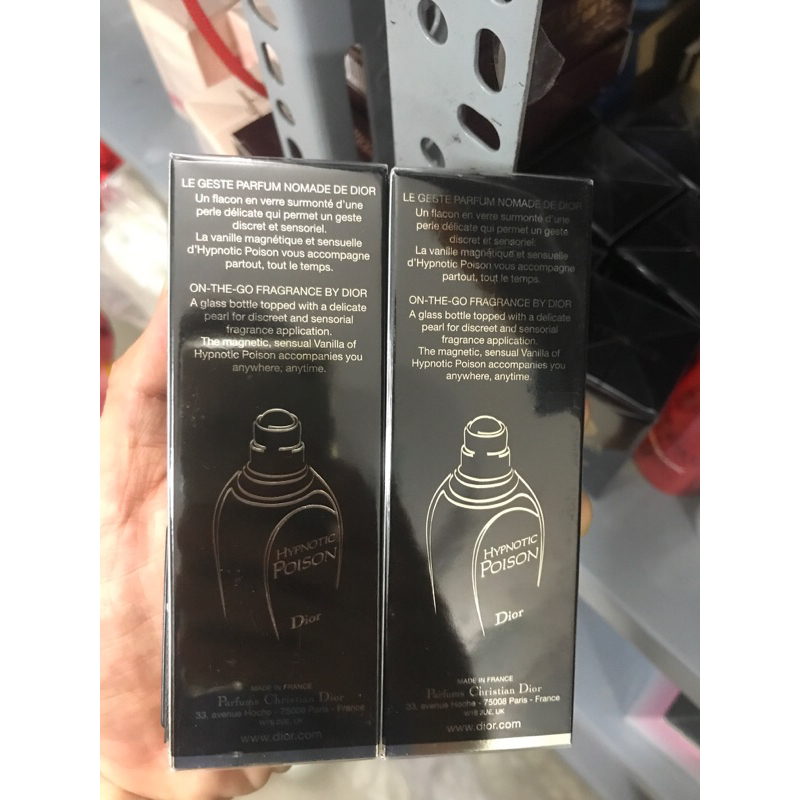 LE GESTE PARFUM NOMADE DE DIOR
Un flacon en verre surmonté d'une
perle délicate qui permet un geste
discret et sensoriel.
La vanille magnétique et sensuelle
d'Hypnotic Poison vous accompagne
partout, tout le temps.
ON-THE-GO FRAGRANCE BY DIOR
A glass bottle topped with a delicate
pearl for discreet and sensorial
fragrance application.
The magnetic, sensual Vanilla of
Hypnotic Poison accompanies you
anywhere, anytime.
HYPNOTIC
POISON
Dior
MADE IN FRANCE
Parfums Christian Dior
33, avenue Hoche - 75008 Paris - France
W1S 2UE, UK
www.dior.com
LE GESTE PARFUM NOMADE DE DIOR
Un flacon en verre surmonté d'une
perle délicate qui permet un geste
discret et sensoriel.
La vanille magnétique et sensuelle
d'Hypnotic Poison vous accompagne
partout, tout le temps.
ON-THE-GO FRAGRANCE BY DIOR
A glass bottle topped with a delicate
pearl for discreet and sensorial
fragrance application.
The magnetic, sensual Vanilla of
Hypnotic Poison accompanies you
anywhere, anytime.
HYPNOTIC
POISON
Dior
MADE IN FRANCE
Parfums Christian Dior
33, avenue Hoche - 75008 Paris - France
W1S 2UE, UK
www.dior.com